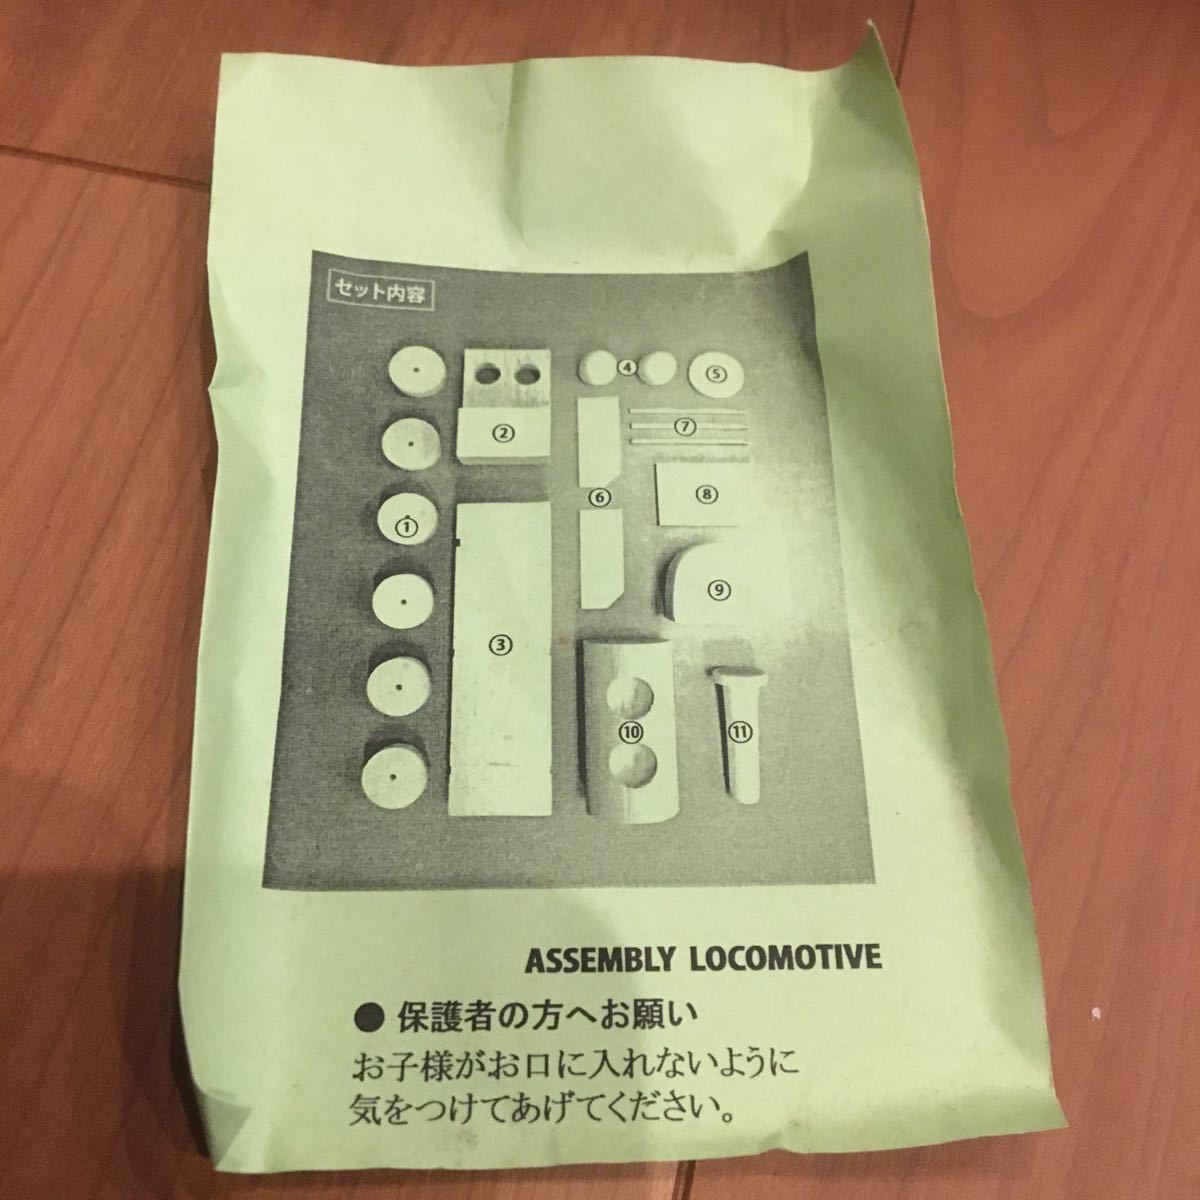 セット内容
④
⑤
②
⑦
⑥
⑧
①
⑨
③
⑩
⑪
ASSEMBLY LOCOMOTIVE
● 保護者の方へお願い
お子様がお口に入れないように
気をつけてあげてください。